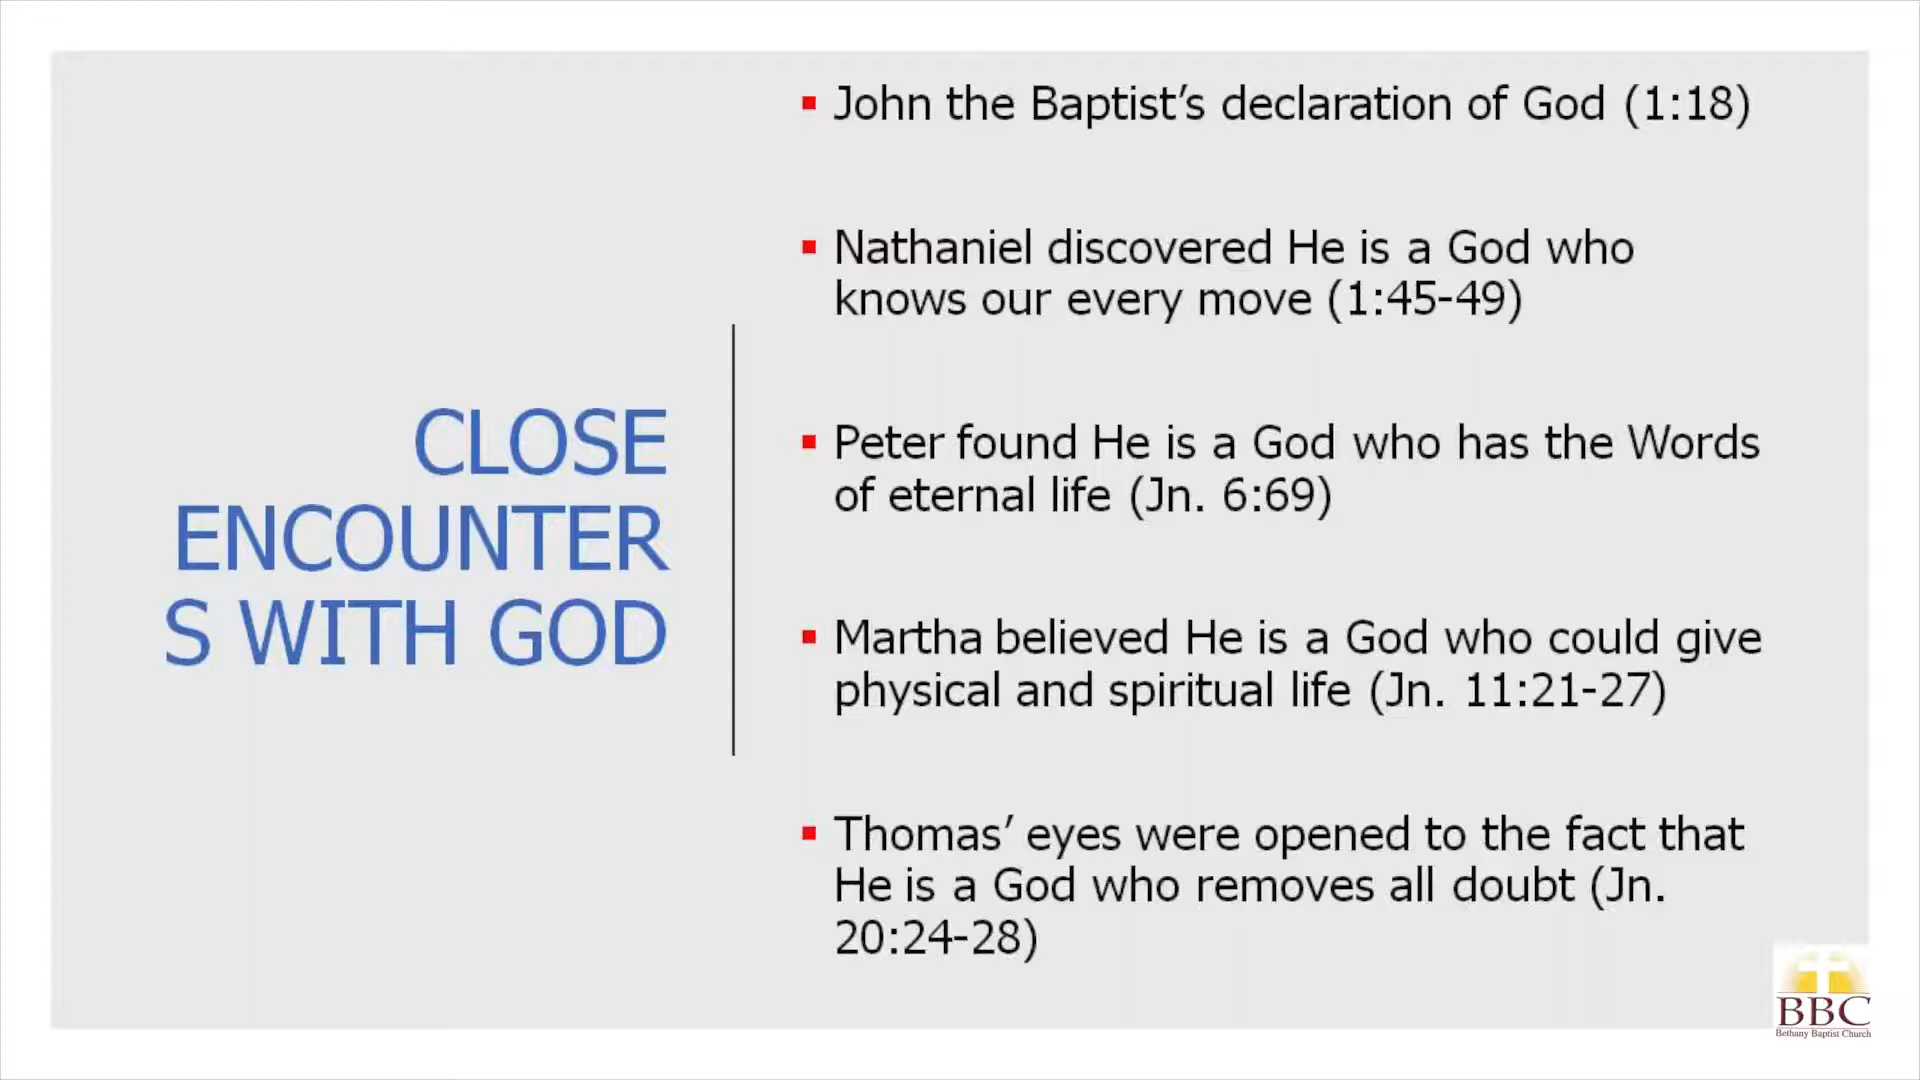 CLOSE
ENCOUNTER
S WITH GOD
▪ John the Baptist’s declaration of God (1:18)
▪ Nathaniel discovered He is a God who
knows our every move (1:45-49)
▪ Peter found He is a God who has the Words
of eternal life (Jn. 6:69)
▪ Martha believed He is a God who could give
physical and spiritual life (Jn. 11:21-27)
▪ Thomas’ eyes were opened to the fact that
He is a God who removes all doubt (Jn.
20:24-28)
BBC
Bethany Baptist Church